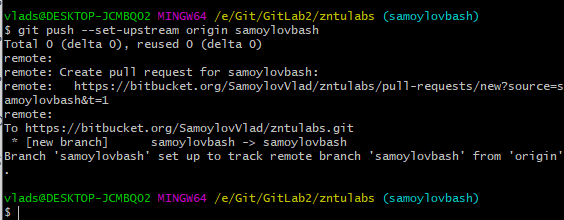 vlads@DESKTOP-JCMBQO2 MINGW64 /e/Git/GitLab2/zntulabs (samoylovbash)
$ git push --set-upstream origin samoylovbash
Total 0 (delta 0), reused 0 (delta 0)
remote:
remote: Create pull request for samoylovbash:
remote:   https://bitbucket.org/SamoylovVlad/zntulabs/pull-requests/new?source=s
amoylovbash&t=1
remote:
To https://bitbucket.org/SamoylovVlad/zntulabs.git
 * [new branch]      samoylovbash -> samoylovbash
Branch 'samoylovbash' set up to track remote branch 'samoylovbash' from 'origin'
.
vlads@DESKTOP-JCMBQO2 MINGW64 /e/Git/GitLab2/zntulabs (samoylovbash)
$